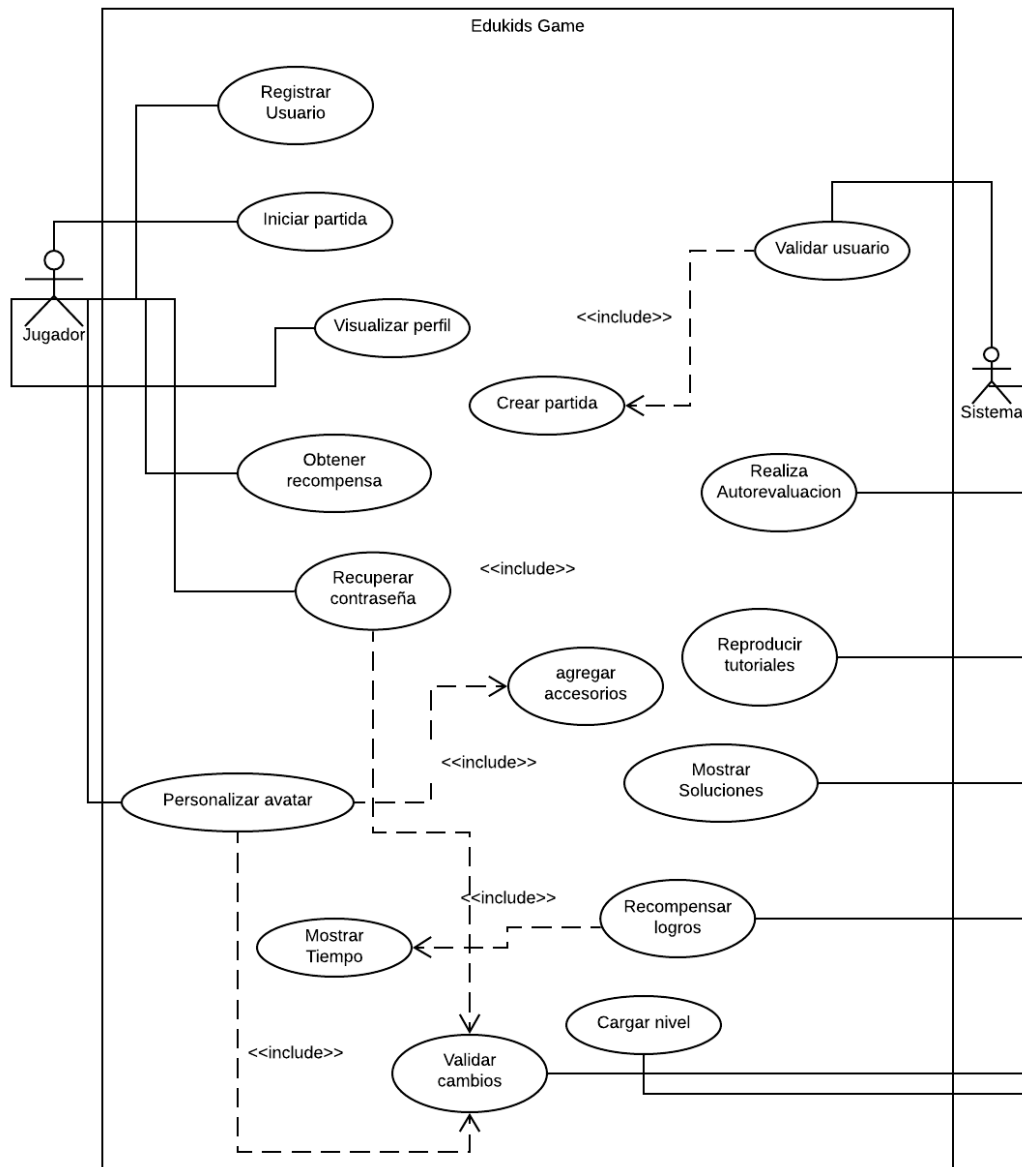 Edukids Game
Registrar
Usuario
Iniciar partida
Validar usuario
<<include>>
Visualizar perfil
Jugador
Crear partida
Sistema
Obtener
recompensa
Realiza
Autorevaluacion
<<include>>
Recuperar
contraseña
Reproducir
tutoriales
agregar
accesorios
<<include>>
Mostrar
Soluciones
Personalizar avatar
<<include>>
Recompensar
logros
Mostrar
Tiempo
Cargar nivel
<<include>>
Validar
cambios